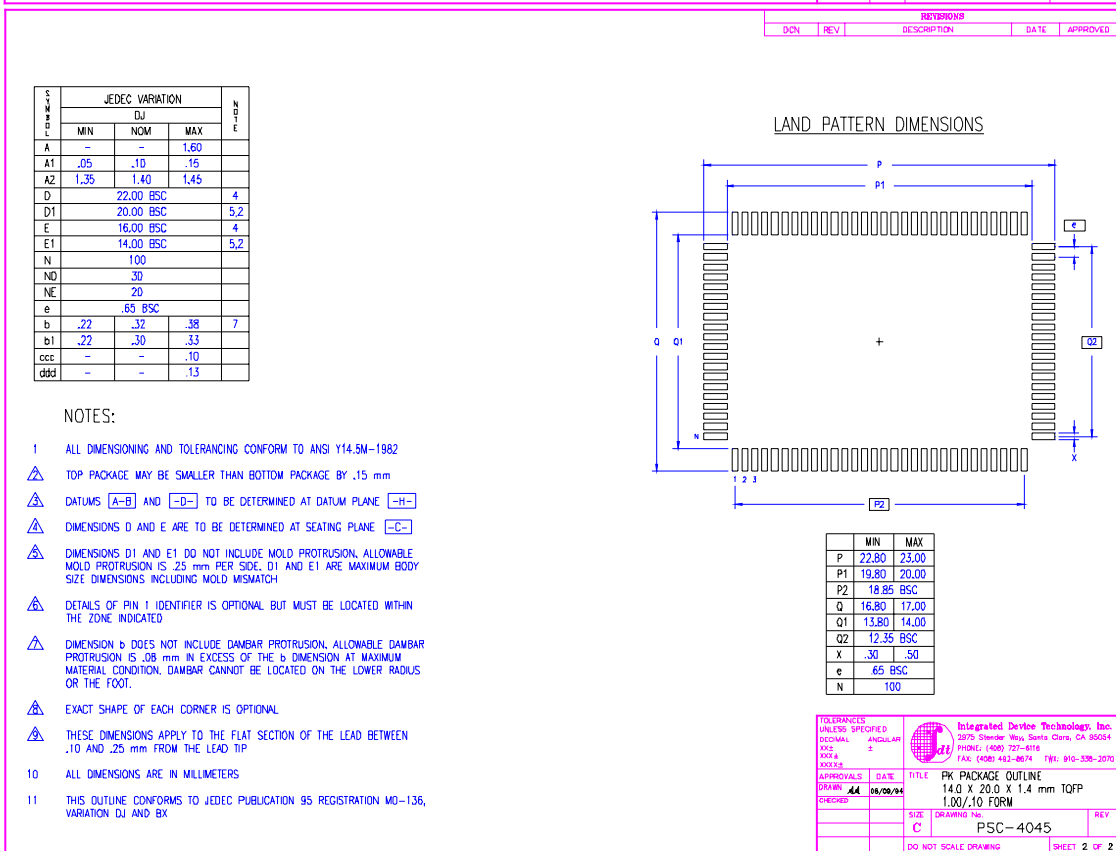 REVISIONS
DCN REV DESCRIPTION DATE APPROVED
SYMBOL JEDEC VARIATION NOTE
DJ
MIN NOM MAX
A - - 1.60
A1 .05 .10 .15
A2 1.35 1.40 1.45
D 22.00 BSC 4
D1 20.00 BSC 5,2
E 16.00 BSC 4
E1 14.00 BSC 5,2
N 100
ND 30
NE 20
e .65 BSC
b .22 .32 .38 7
b1 .22 .30 .33
ccc - - .10
ddd - - .13
NOTES:
1 ALL DIMENSIONING AND TOLERANCING CONFORM TO ANSI Y14.5M-1982
2 TOP PACKAGE MAY BE SMALLER THAN BOTTOM PACKAGE BY .15 mm
3 DATUMS A-B AND -D- TO BE DETERMINED AT DATUM PLANE -H-
4 DIMENSIONS D AND E ARE TO BE DETERMINED AT SEATING PLANE -C-
5 DIMENSIONS D1 AND E1 DO NOT INCLUDE MOLD PROTRUSION. ALLOWABLE
MOLD PROTRUSION IS .25 mm PER SIDE. D1 AND E1 ARE MAXIMUM BODY
SIZE DIMENSIONS INCLUDING MOLD MISMATCH
6 DETAILS OF PIN 1 IDENTIFIER IS OPTIONAL BUT MUST BE LOCATED WITHIN
THE ZONE INDICATED
7 DIMENSION b DOES NOT INCLUDE DAMBAR PROTRUSION. ALLOWABLE DAMBAR
PROTRUSION IS .08 mm IN EXCESS OF THE b DIMENSION AT MAXIMUM
MATERIAL CONDITION. DAMBAR CANNOT BE LOCATED ON THE LOWER RADIUS
OR THE FOOT.
8 EXACT SHAPE OF EACH CORNER IS OPTIONAL
9 THESE DIMENSIONS APPLY TO THE FLAT SECTION OF THE LEAD BETWEEN
.10 AND .25 mm FROM THE LEAD TIP
10 ALL DIMENSIONS ARE IN MILLIMETERS
11 THIS OUTLINE CONFORMS TO JEDEC PUBLICATION 95 REGISTRATION MO-136,
VARIATION DJ AND BX
LAND PATTERN DIMENSIONS
P
P1
e
Q Q1 Q2
N
X
1 2 3
P2
MIN MAX
P 22.80 23.00
P1 19.80 20.00
P2 18.85 BSC
Q 16.80 17.00
Q1 13.80 14.00
Q2 12.35 BSC
X .30 .50
e .65 BSC
N 100
TOLERANCES
UNLESS SPECIFIED
DECIMAL ANGULAR
XX± ±
XXX±
XXXX±
idt
Integrated Device Technology, Inc.
2975 Stender Way, Santa Clara, CA 95054
PHONE: (408) 727-6116
FAX: (408) 492-8674 TWX: 910-338-2070
APPROVALS DATE
DRAWN 08/09/94
CHECKED
TITLE PK PACKAGE OUTLINE
14.0 X 20.0 X 1.4 mm TQFP
1.00/.10 FORM
SIZE DRAWING No. REV
C PSC-4045
DO NOT SCALE DRAWING SHEET 2 OF 2